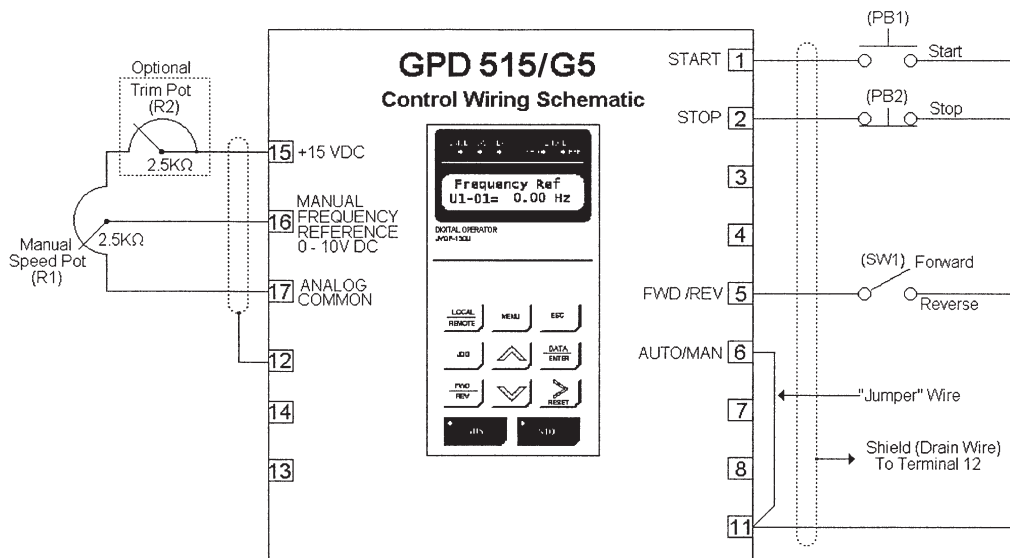 GPD 515/G5
Control Wiring Schematic
Optional
Trim Pot
(R2)
2.5KΩ
15 +15 VDC
16 MANUAL
FREQUENCY
REFERENCE
0 - 10V DC
2.5KΩ
Manual
Speed Pot
(R1)
17 ANALOG
COMMON
12
14
13
Frequency Ref
U1-01= 0.00 Hz
DIGITAL OPERATOR
LOCAL
REMOTE
MENU
ESC
JOG
DATA
ENTER
FWD
REV
RESET
START 1
(PB1)
Start
STOP 2
(PB2)
Stop
3
4
FWD /REV 5
(SW1) Forward
Reverse
AUTO/MAN 6
"Jumper" Wire
7
Shield (Drain Wire)
To Terminal 12
8
11